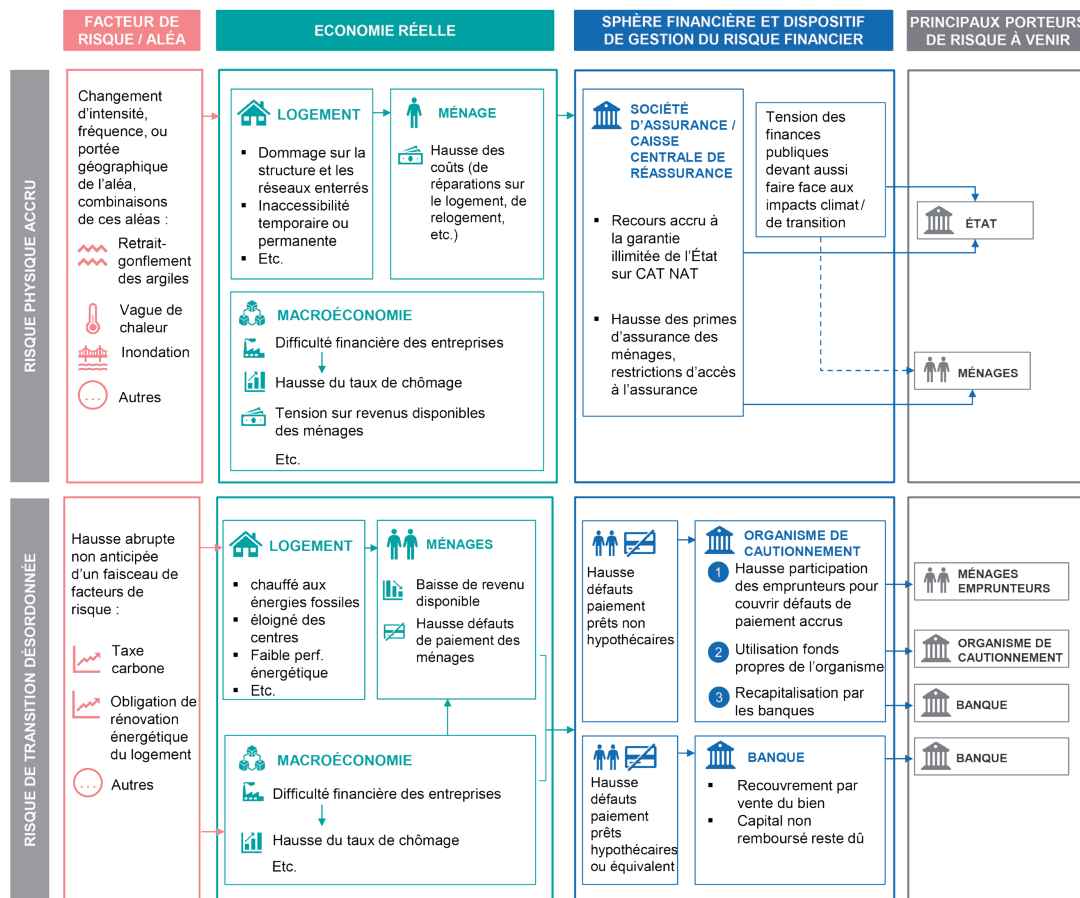 FACTEUR DE
RISQUE / ALÉA
ECONOMIE RÉELLE
SPHÈRE FINANCIÈRE ET DISPOSITIF
DE GESTION DU RISQUE FINANCIER
PRINCIPAUX PORTEURS
DE RISQUE À VENIR
RISQUE PHYSIQUE ACCRU
Changement
d'intensité,
fréquence, ou
portée
géographique
de l'aléa,
combinaisons
de ces aléas :
Retrait-
gonflement
des argiles
Vague de
chaleur
Inondation
Autres
LOGEMENT
▪ Dommage sur la
structure et les
réseaux enterrés
▪ Inaccessibilité
temporaire ou
permanente
▪ Etc.
MÉNAGE
Hausse des
coûts (de
réparations sur
le logement, de
relogement,
etc.)
MACROÉCONOMIE
Difficulté financière des entreprises
Hausse du taux de chômage
Tension sur revenus disponibles
des ménages
Etc.
SOCIÉTÉ
D'ASSURANCE /
CAISSE
CENTRALE DE
RÉASSURANCE
▪ Recours accru à
la garantie
illimitée de l'État
sur CAT NAT
▪ Hausse des primes
d'assurance des
ménages,
restrictions d'accès
à l'assurance
Tension des
finances
publiques
devant aussi
faire face aux
impacts climat/
de transition
ÉTAT
MÉNAGES
RISQUE DE TRANSITION DÉSORDONNÉE
Hausse abrupte
non anticipée
d'un faisceau de
facteurs de
risque :
Taxe
carbone
Obligation de
rénovation
énergétique
du logement
Autres
LOGEMENT
▪ chauffé aux
énergies fossiles
▪ éloigné des
centres
▪ Faible perf.
énergétique
▪ Etc.
MÉNAGES
Baisse de revenu
disponible
Hausse défauts
de paiement des
ménages
MACROÉCONOMIE
Difficulté financière des entreprises
Hausse du taux de chômage
Etc.
Hausse
défauts
paiement
prêts non
hypothécaires
ORGANISME DE
CAUTIONNEMENT
1 Hausse participation
des emprunteurs pour
couvrir défauts de
paiement accrus
2 Utilisation fonds
propres de l'organisme
3 Recapitalisation par
les banques
Hausse
défauts
paiement
prêts
hypothécaires
ou équivalent
BANQUE
▪ Recouvrement par
vente du bien
▪ Capital non
remboursé reste dû
MÉNAGES
EMPRUNTEURS
ORGANISME DE
CAUTIONNEMENT
BANQUE
BANQUE